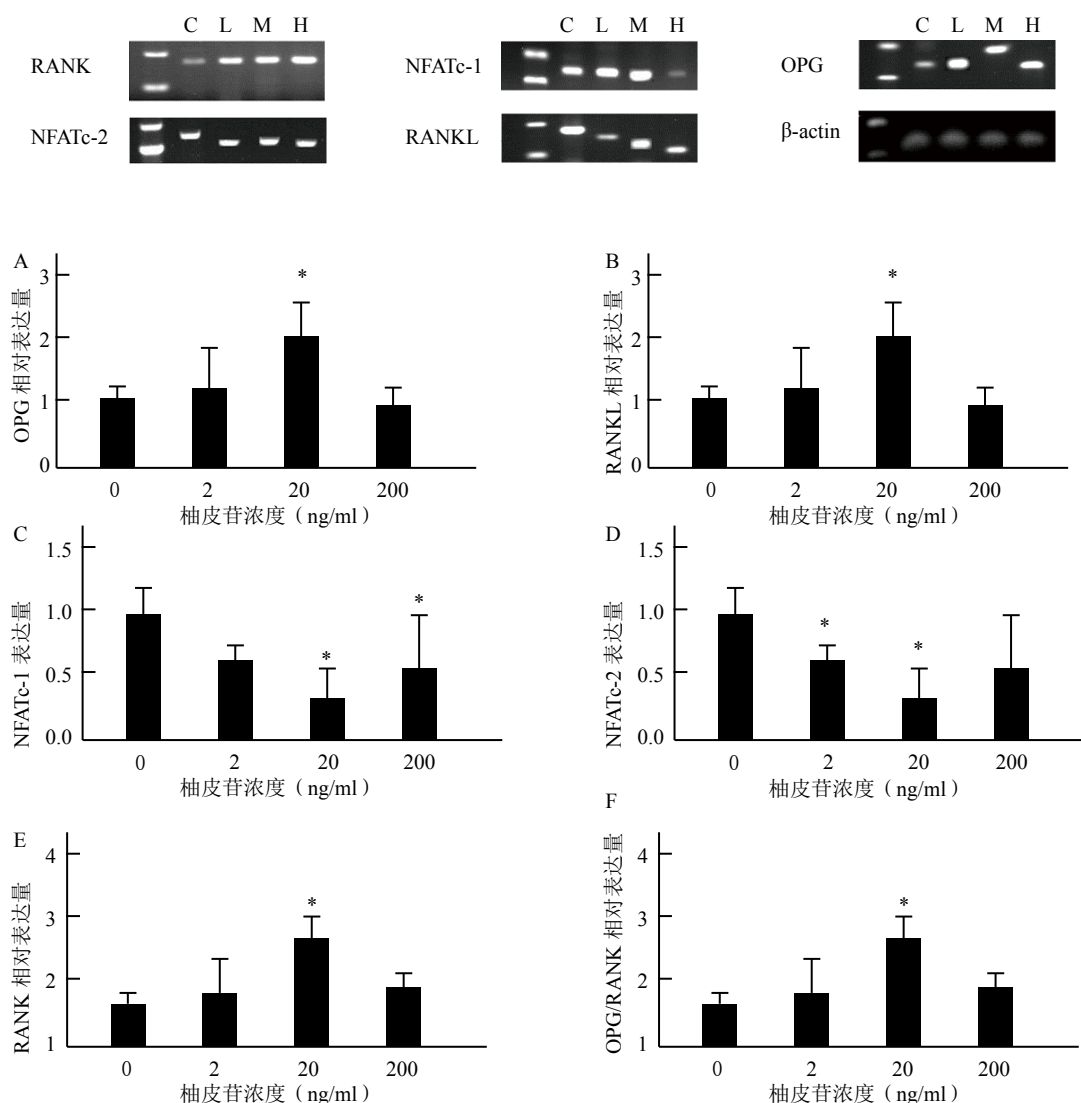 C L M H
RANK
NFATc-2
C L M H
NFATc-1
RANKL
C L M H
OPG
β-actin
A
OPG 相对表达量
3
2
1
0
*
0 2 20 200
柚皮苷浓度（ng/ml）
B
RANKL 相对表达量
3
2
1
0
*
0 2 20 200
柚皮苷浓度（ng/ml）
C
NFATc-1 表达量
1.5
1.0
0.5
0.0
* *
0 2 20 200
柚皮苷浓度（ng/ml）
D
NFATc-2 表达量
1.5
1.0
0.5
0.0
* *
0 2 20 200
柚皮苷浓度（ng/ml）
E
RANK 相对表达量
4
3
2
1
*
0 2 20 200
柚皮苷浓度（ng/ml）
F
OPG/RANK 相对表达量
4
3
2
1
*
0 2 20 200
柚皮苷浓度（ng/ml）